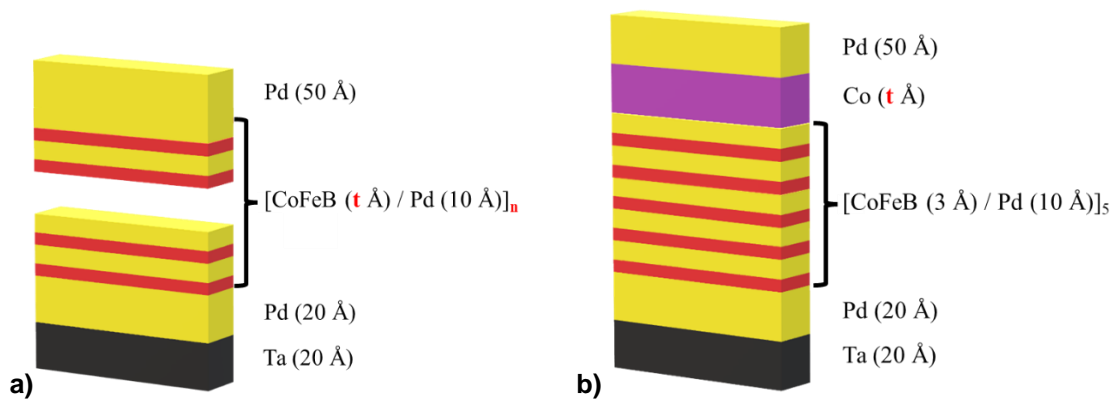 Pd (50 Å)
[CoFeB (t Å) / Pd (10 Å)]n
Pd (20 Å)
Ta (20 Å)
a)
Pd (50 Å)
Co (t Å)
[CoFeB (3 Å) / Pd (10 Å)]5
Pd (20 Å)
Ta (20 Å)
b)